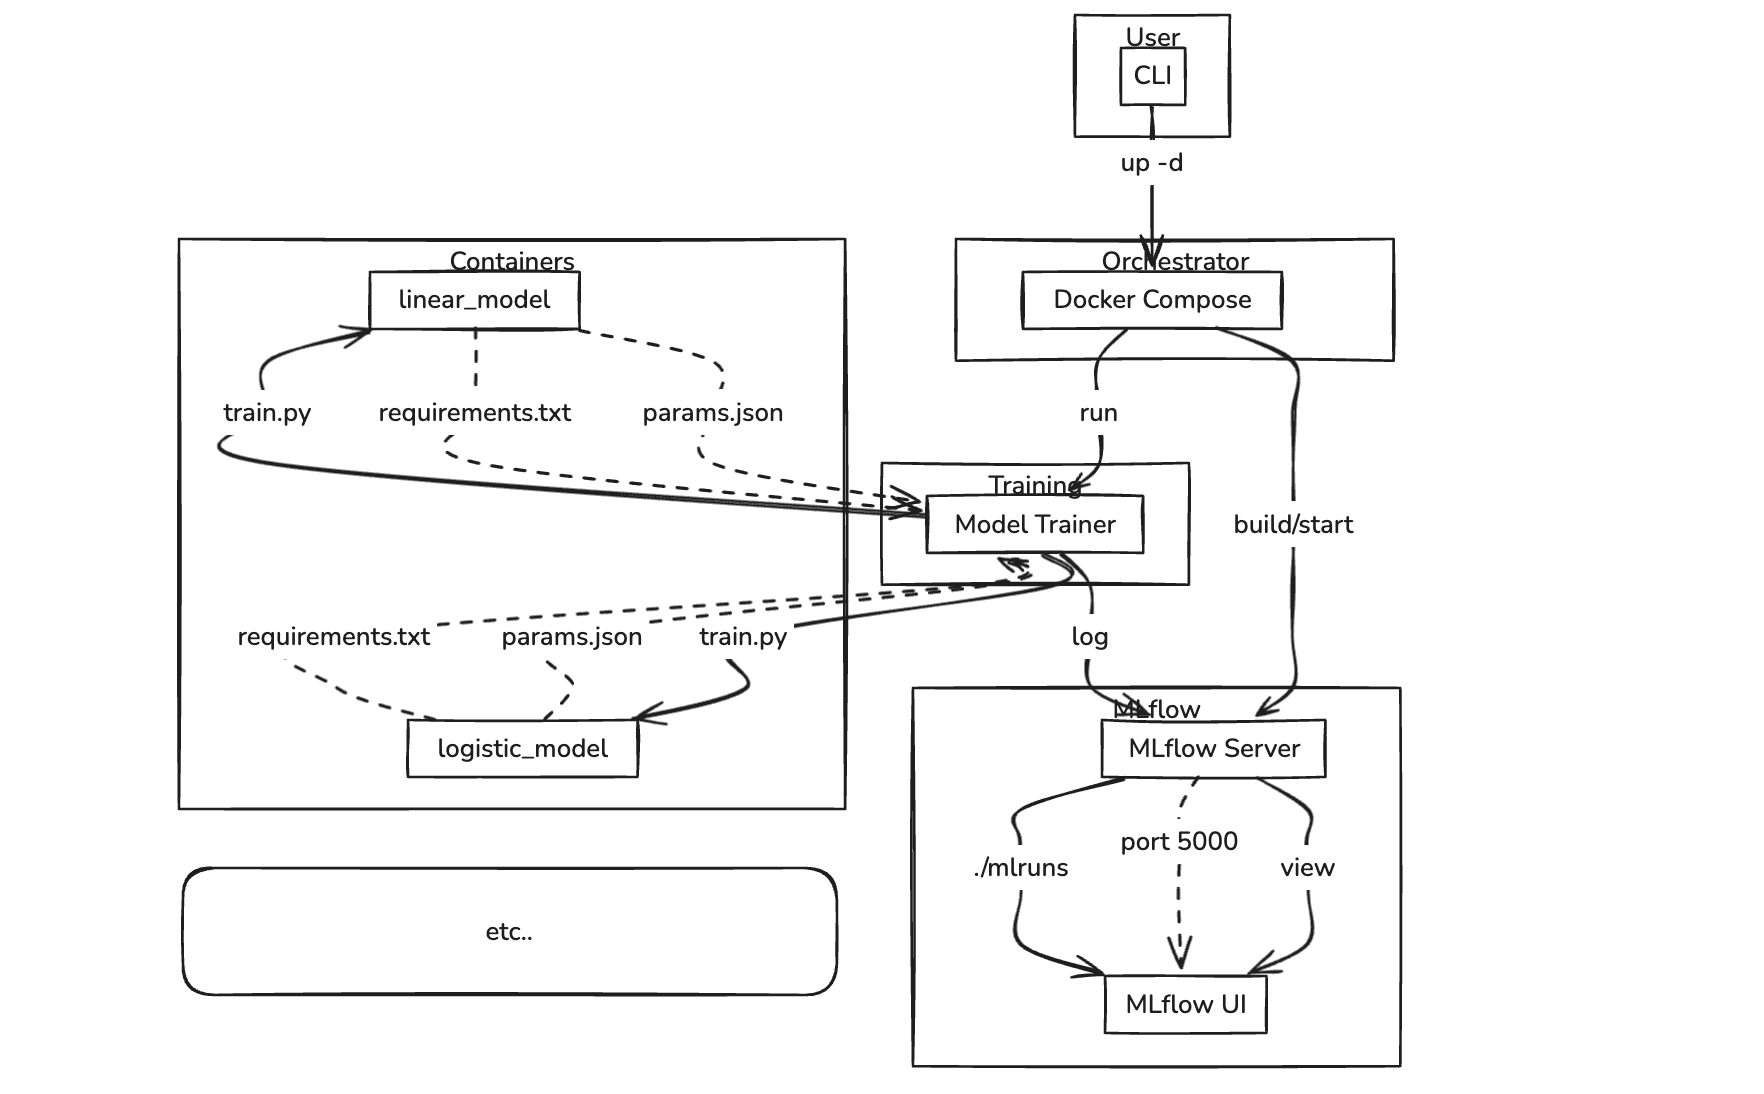 User
CLI
up -d
Containers
linear_model
Orchestrator
Docker Compose
train.py
requirements.txt
params.json
run
Training
Model Trainer
build/start
requirements.txt
params.json
train.py
log
logistic_model
MLflow
MLflow Server
port 5000
./mlruns
view
etc..
MLflow UI